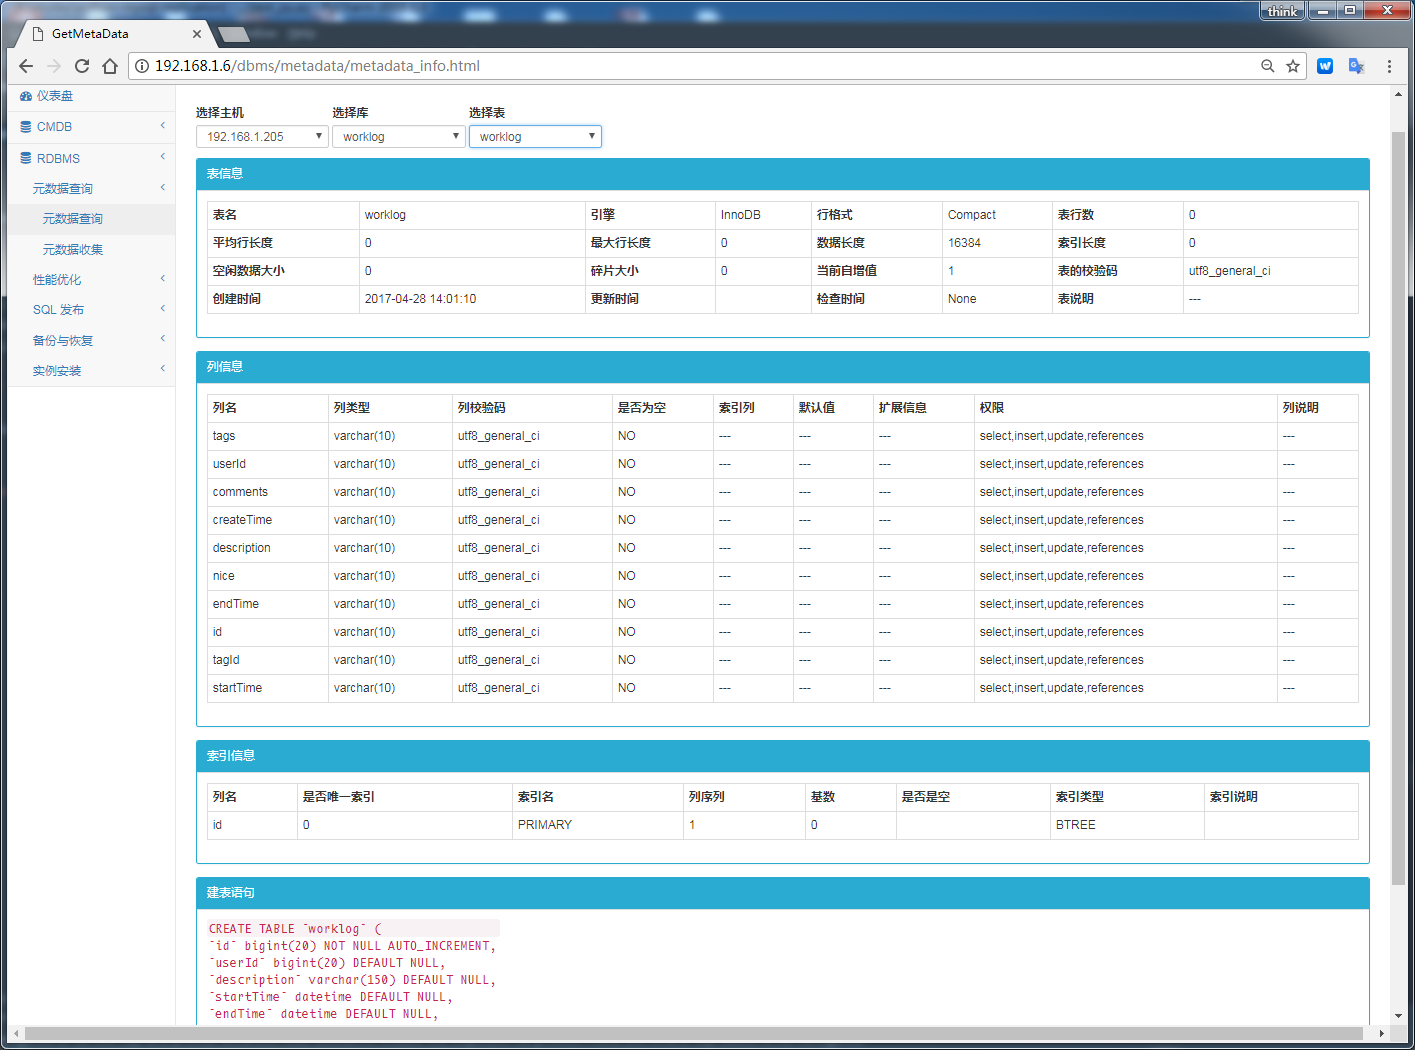 think
GetMetaData
192.168.1.6/dbms/metadata/metadata_info.html
仪表盘
CMDB
RDBMS
元数据查询
元数据查询
元数据收集
性能优化
SQL 发布
备份与恢复
实例安装
选择主机 选择库 选择表
192.168.1.205 worklog worklog
表信息
表名 worklog 引擎 InnoDB 行格式 Compact 表行数 0
平均行长度 0 最大行长度 0 数据长度 16384 索引长度 0
空闲数据大小 0 碎片大小 0 当前自增值 1 表的校验码 utf8_general_ci
创建时间 2017-04-28 14:01:10 更新时间 检查时间 None 表说明 ---
列信息
列名 列类型 列校验码 是否为空 索引列 默认值 扩展信息 权限 列说明
tags varchar(10) utf8_general_ci NO --- --- --- select,insert,update,references ---
userId varchar(10) utf8_general_ci NO --- --- --- select,insert,update,references ---
comments varchar(10) utf8_general_ci NO --- --- --- select,insert,update,references ---
createTime varchar(10) utf8_general_ci NO --- --- --- select,insert,update,references ---
description varchar(10) utf8_general_ci NO --- --- --- select,insert,update,references ---
nice varchar(10) utf8_general_ci NO --- --- --- select,insert,update,references ---
endTime varchar(10) utf8_general_ci NO --- --- --- select,insert,update,references ---
id varchar(10) utf8_general_ci NO --- --- --- select,insert,update,references ---
tagId varchar(10) utf8_general_ci NO --- --- --- select,insert,update,references ---
startTime varchar(10) utf8_general_ci NO --- --- --- select,insert,update,references ---
索引信息
列名 是否唯一索引 索引名 列序列 基数 是否是空 索引类型 索引说明
id 0 PRIMARY 1 0 BTREE
建表语句
CREATE TABLE `worklog` (
`id` bigint(20) NOT NULL AUTO_INCREMENT,
`userId` bigint(20) DEFAULT NULL,
`description` varchar(150) DEFAULT NULL,
`startTime` datetime DEFAULT NULL,
`endTime` datetime DEFAULT NULL,